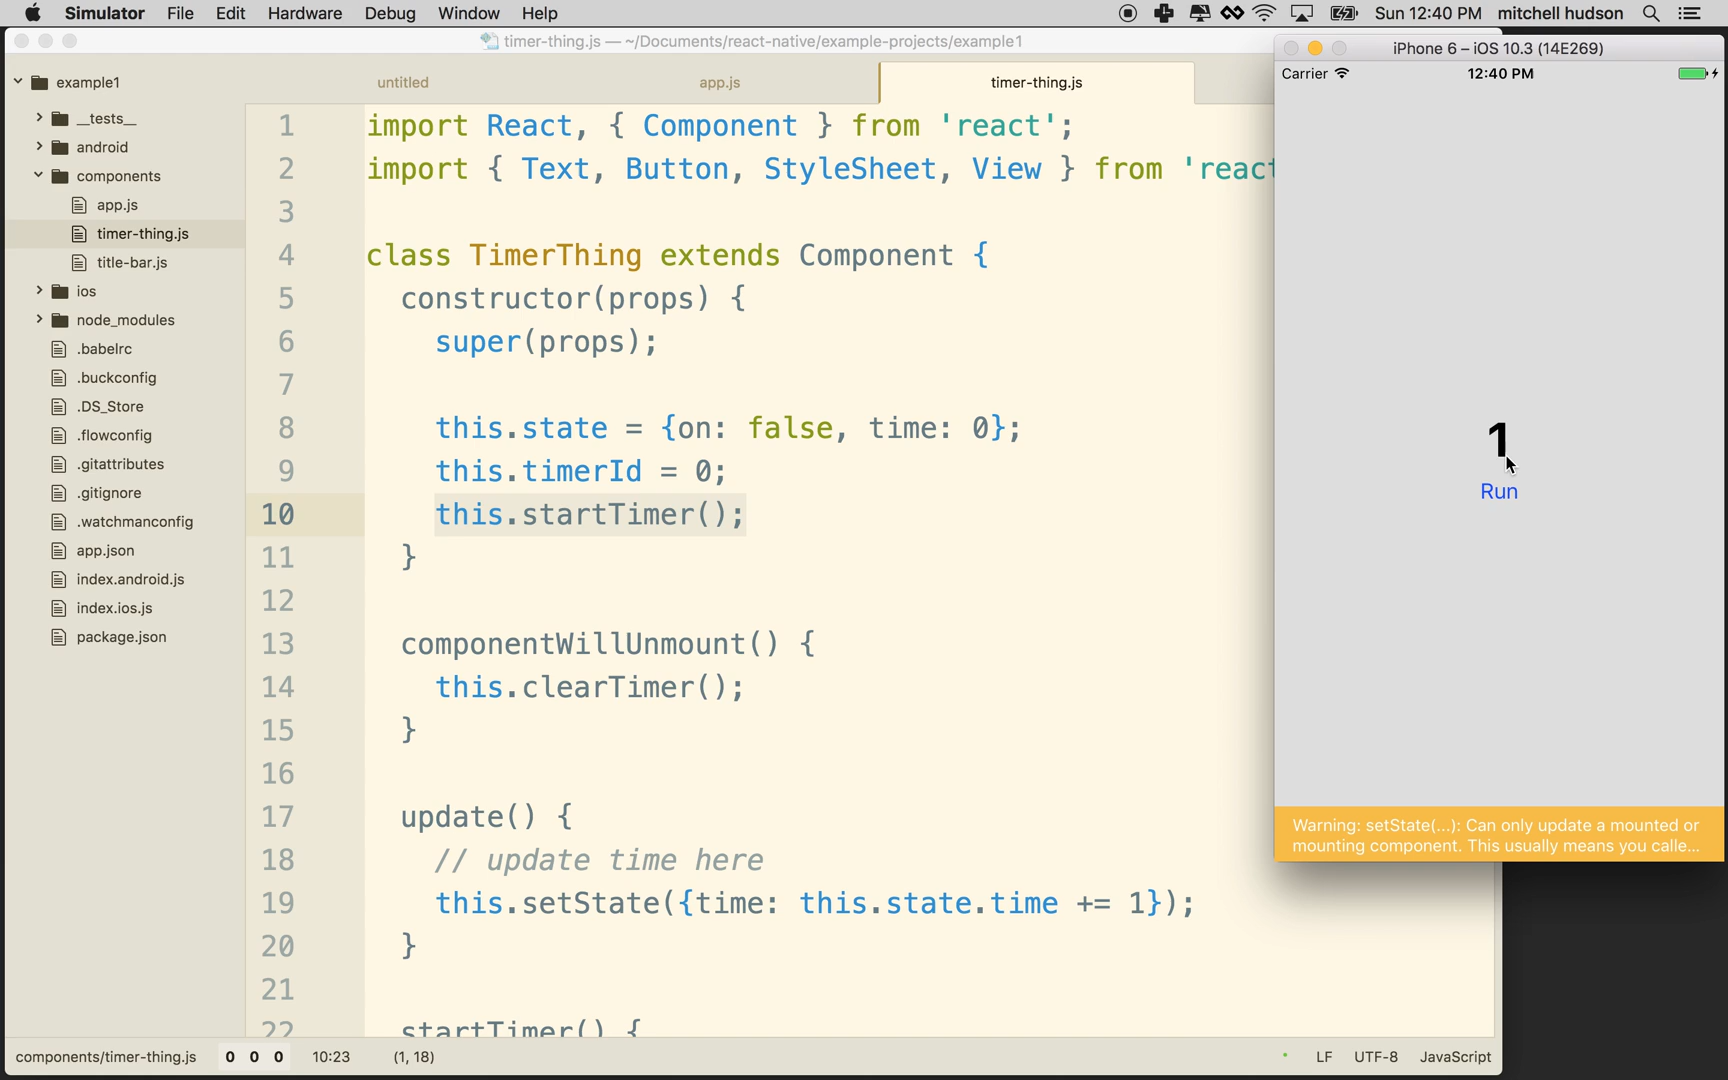 Simulator File Edit Hardware Debug Window Help Sun 12:40 PM mitchell hudson
timer-thing.js — ~/Documents/react-native/example-projects/example1
iPhone 6 – iOS 10.3 (14E269)
Carrier 12:40 PM
example1
untitled app.js timer-thing.js
__tests__
android
components
app.js
timer-thing.js
title-bar.js
ios
node_modules
.babelrc
.buckconfig
.DS_Store
.flowconfig
.gitattributes
.gitignore
.watchmanconfig
app.json
index.android.js
index.ios.js
package.json
1 import React, { Component } from 'react';
2 import { Text, Button, StyleSheet, View } from 'react
3
4 class TimerThing extends Component {
5 constructor(props) {
6 super(props);
7
8 this.state = {on: false, time: 0};
9 this.timerId = 0;
10 this.startTimer();
11 }
12
13 componentWillUnmount() {
14 this.clearTimer();
15 }
16
17 update() {
18 // update time here
19 this.setState({time: this.state.time += 1});
20 }
21
22 startTimer() {
1
Run
Warning: setState(...): Can only update a mounted or
mounting component. This usually means you calle...
components/timer-thing.js 0 0 0 10:23 (1, 18) LF UTF-8 JavaScript